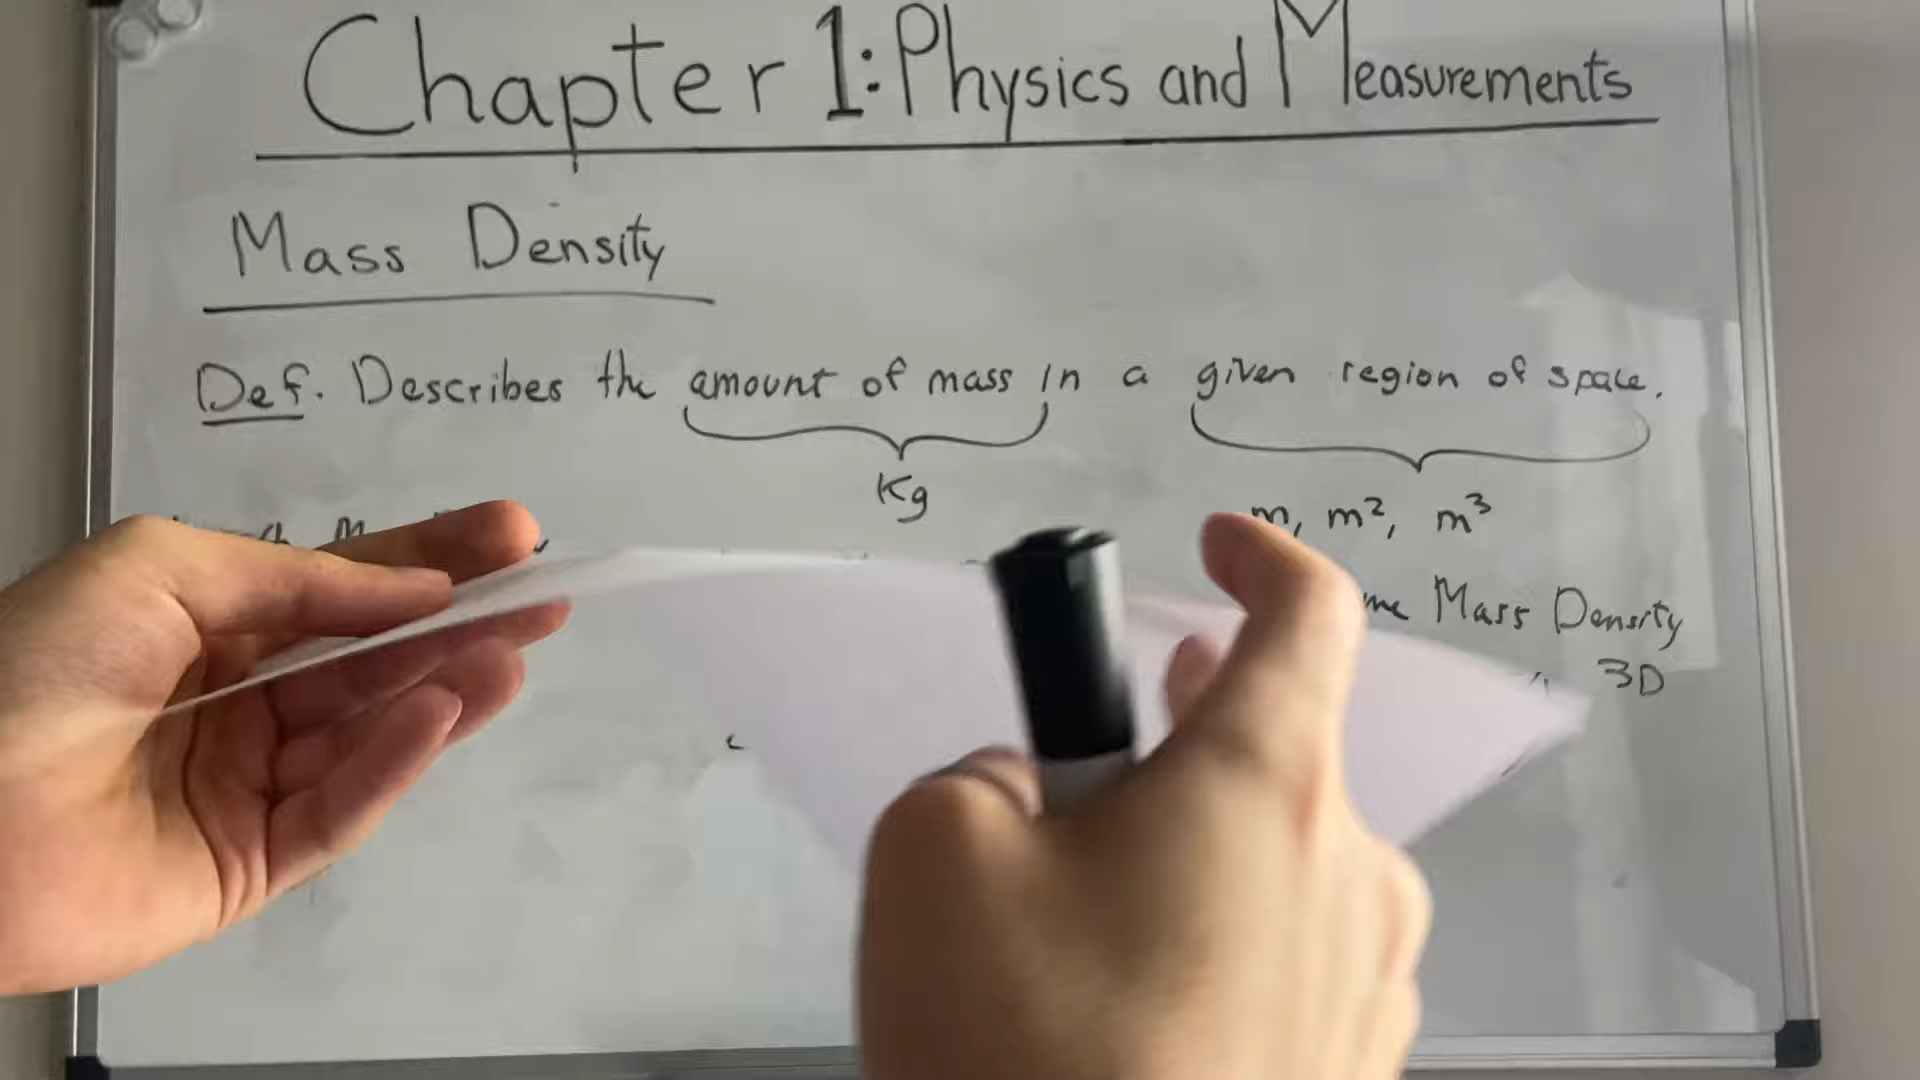 Chapter 1: Physics and Measurements
Mass Density
Def. Describes the amount of mass in a given region of space.
Kg
m, m², m³
Mass Density
3D